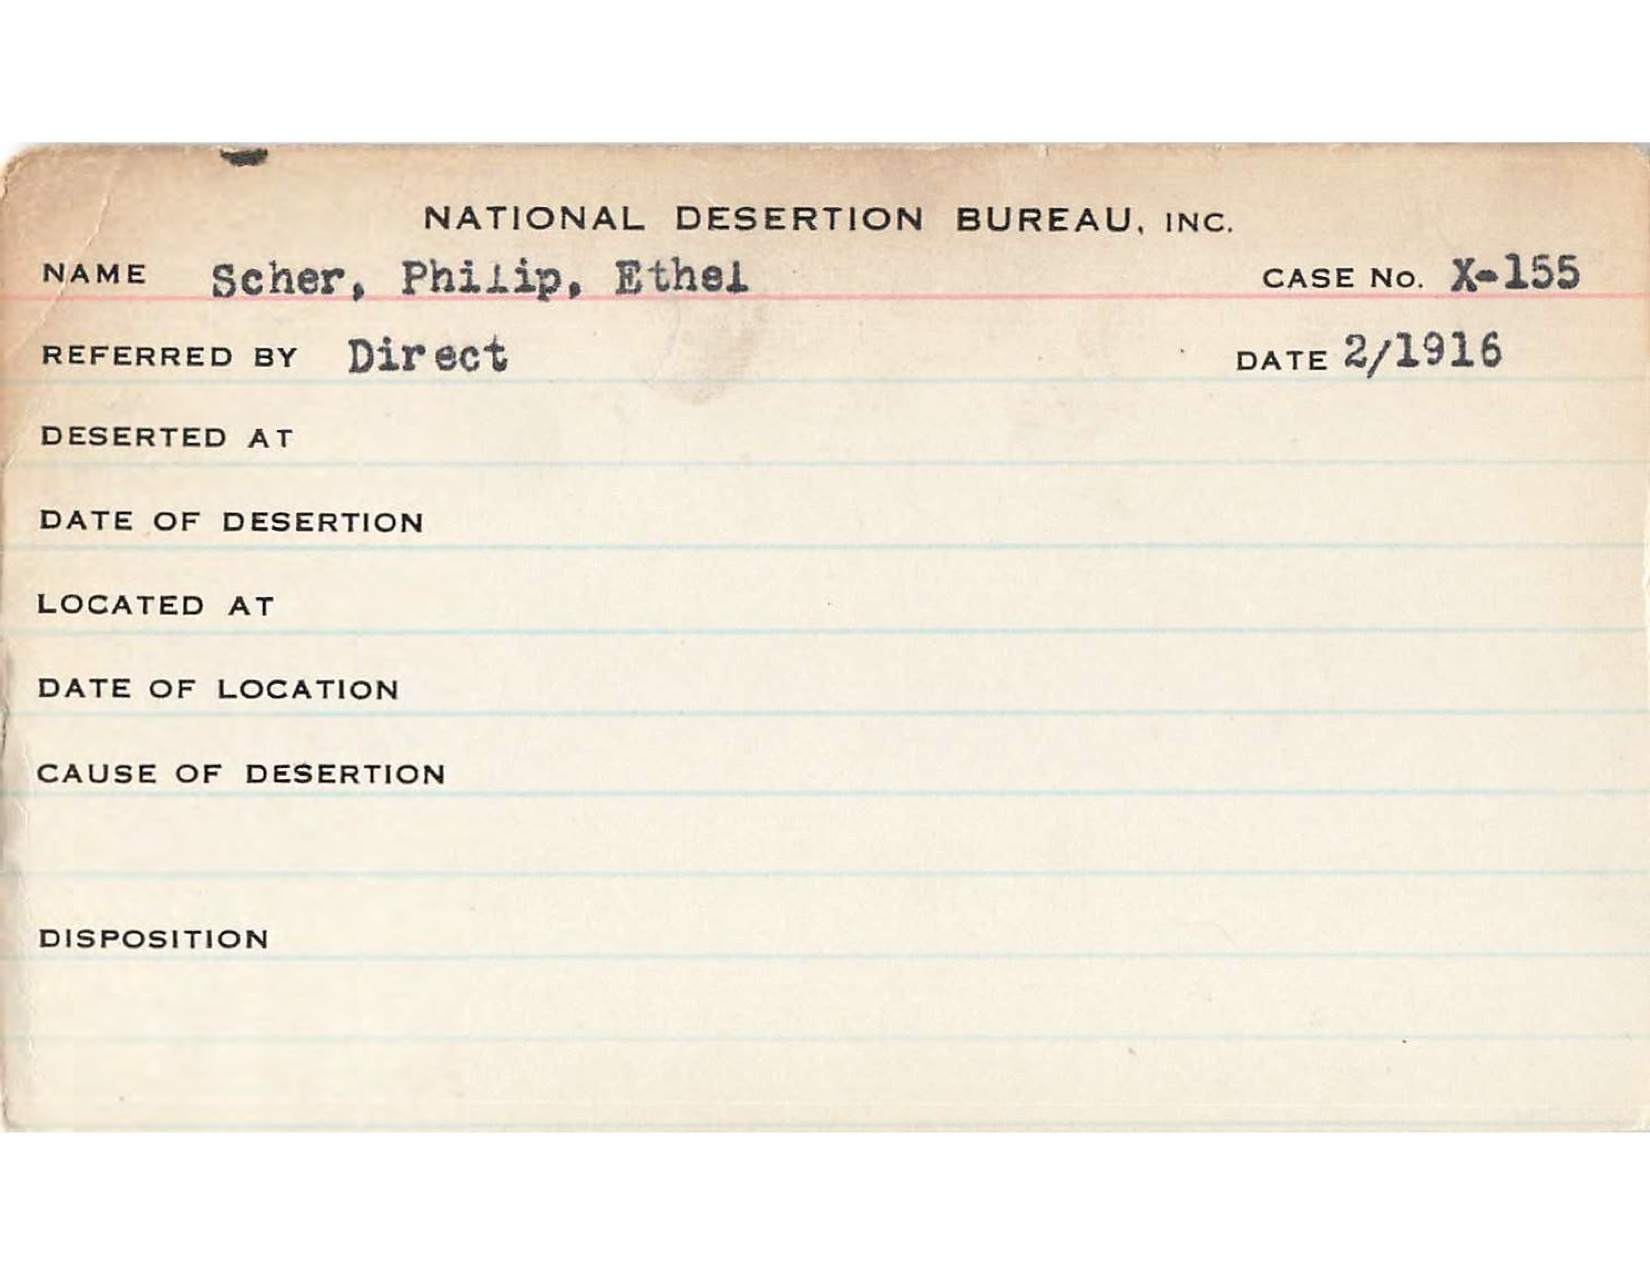 NATIONAL DESERTION BUREAU, INC.
NAME Scher, Philip, Ethel CASE No. X-155
REFERRED BY Direct DATE 2/1916
DESERTED AT
DATE OF DESERTION
LOCATED AT
DATE OF LOCATION
CAUSE OF DESERTION
DISPOSITION